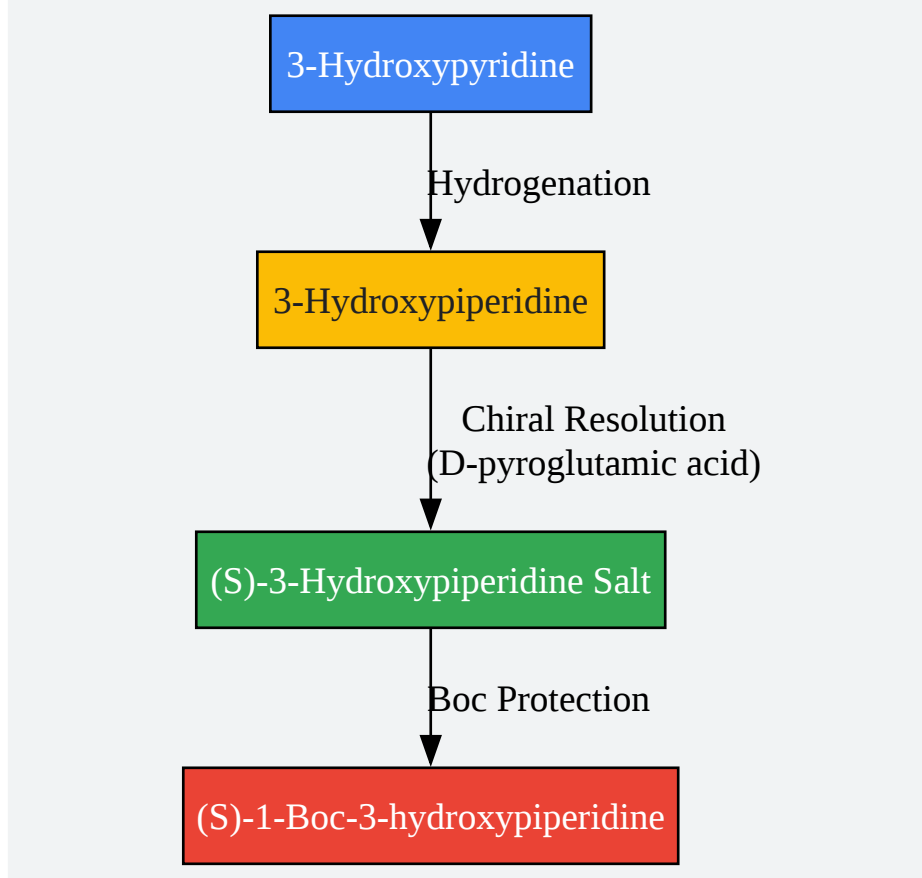 3-Hydroxypyridine
Hydrogenation
3-Hydroxypiperidine
Chiral Resolution
(D-pyroglutamic acid)
(S)-3-Hydroxypiperidine Salt
Boc Protection
(S)-1-Boc-3-hydroxypiperidine